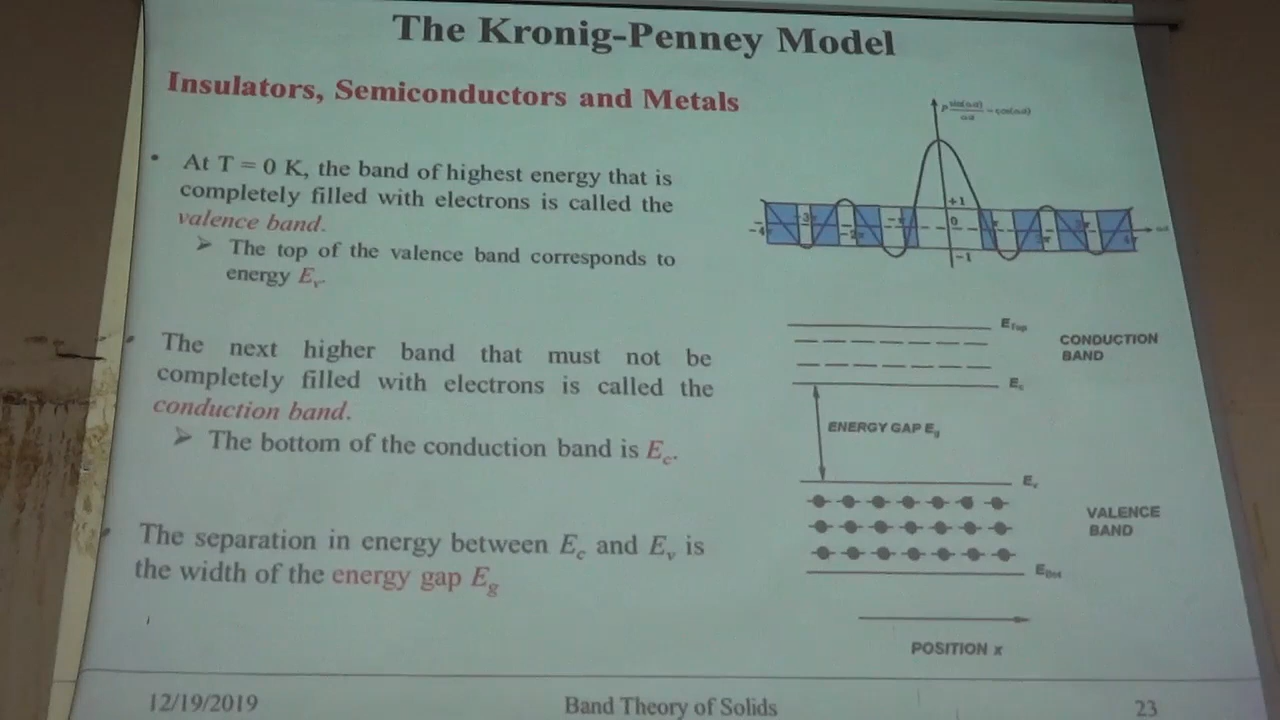 The Kronig-Penney Model
Insulators, Semiconductors and Metals
• At T = 0 K, the band of highest energy that is
completely filled with electrons is called the
valence band.
➢ The top of the valence band corresponds to
energy Eᵥ.
• The next higher band that must not be
completely filled with electrons is called the
conduction band.
➢ The bottom of the conduction band is E꜀.
• The separation in energy between E꜀ and Eᵥ is
the width of the energy gap Eg
+1
0
−1
E Top
CONDUCTION
BAND
E꜀
ENERGY GAP Eg
Eᵥ
VALENCE
BAND
POSITION x
12/19/2019
Band Theory of Solids
23